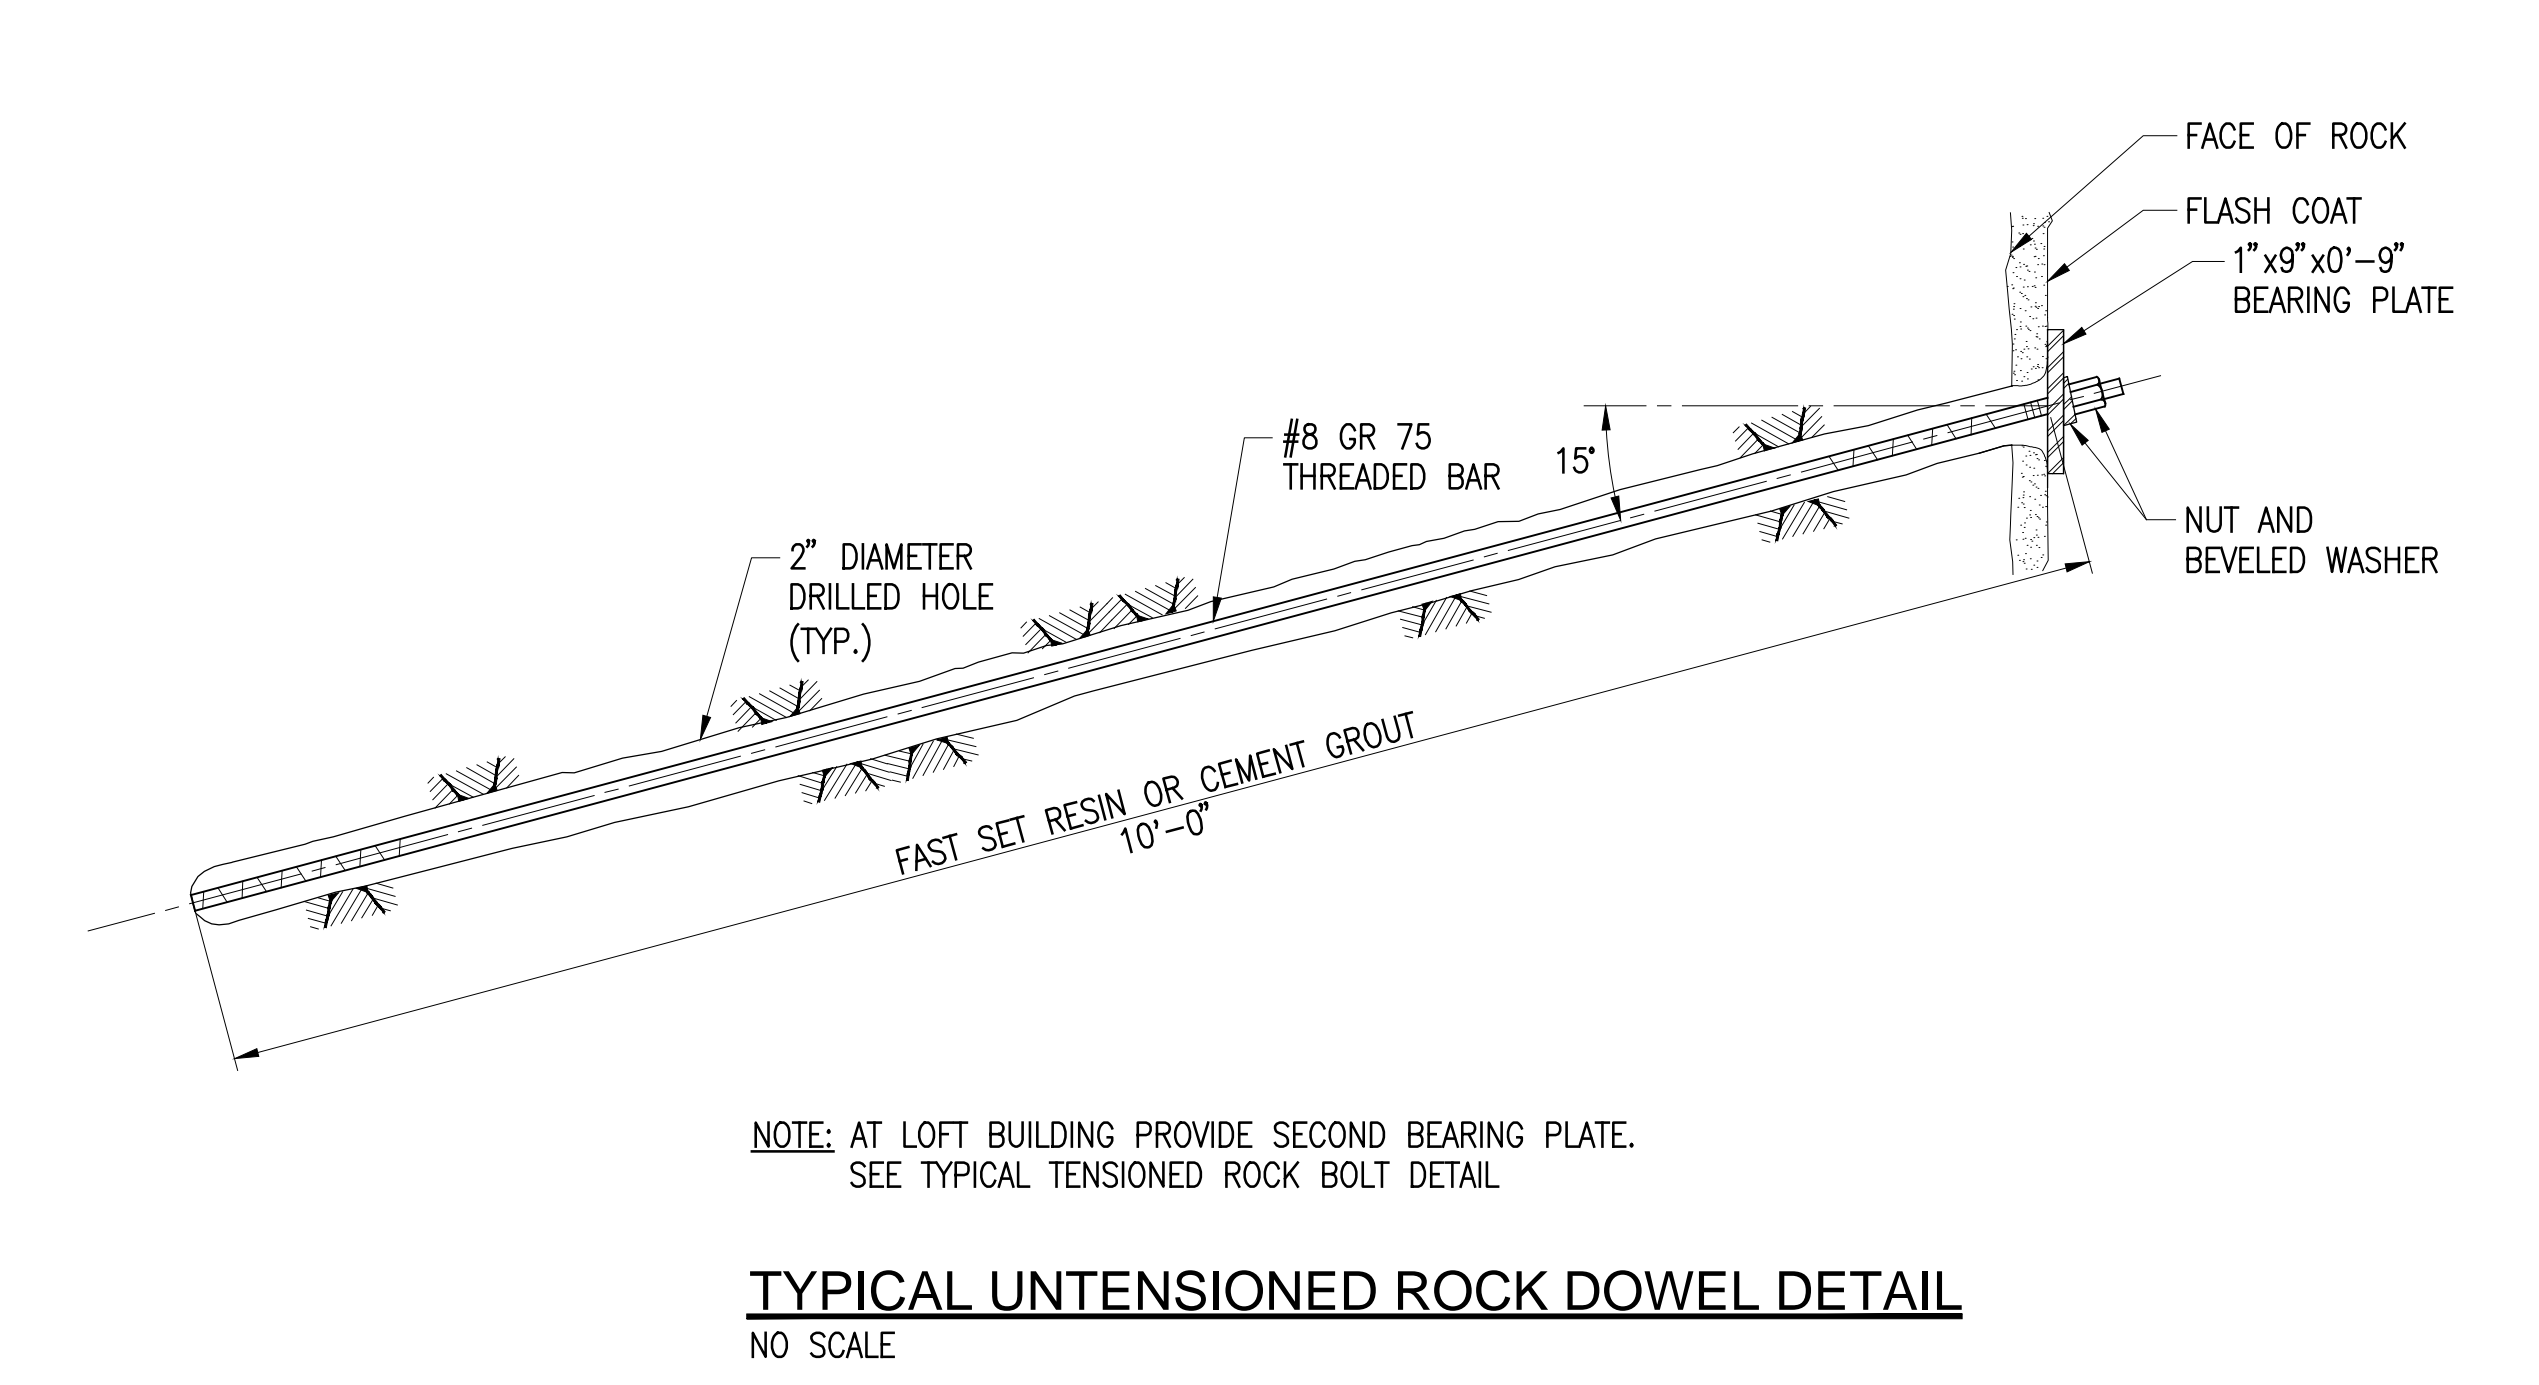 FACE OF ROCK
FLASH COAT
1"x9"x0'-9"
BEARING PLATE
#8 GR 75
THREADED BAR
15°
NUT AND
BEVELED WASHER
2" DIAMETER
DRILLED HOLE
(TYP.)
FAST SET RESIN OR CEMENT GROUT
10'-0"
NOTE: AT LOFT BUILDING PROVIDE SECOND BEARING PLATE.
SEE TYPICAL TENSIONED ROCK BOLT DETAIL
TYPICAL UNTENSIONED ROCK DOWEL DETAIL
NO SCALE